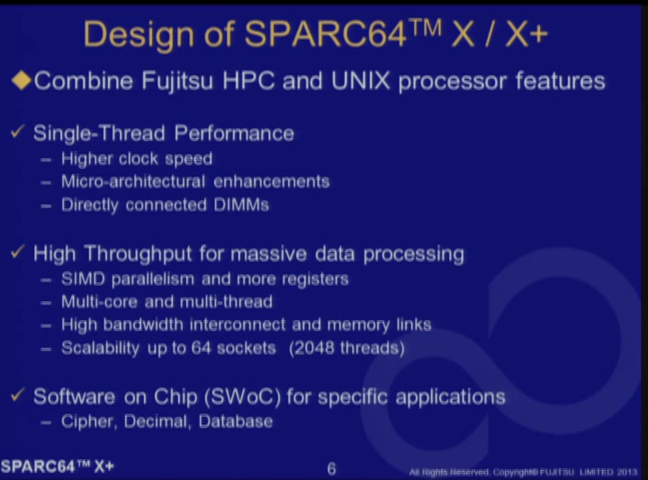 Design of SPARC64™ X / X+
◆Combine Fujitsu HPC and UNIX processor features
✓ Single-Thread Performance
– Higher clock speed
– Micro-architectural enhancements
– Directly connected DIMMs
✓ High Throughput for massive data processing
– SIMD parallelism and more registers
– Multi-core and multi-thread
– High bandwidth interconnect and memory links
– Scalability up to 64 sockets (2048 threads)
✓ Software on Chip (SWoC) for specific applications
– Cipher, Decimal, Database
SPARC64™ X+ 6 All Rights Reserved, Copyright© FUJITSU LIMITED 2013